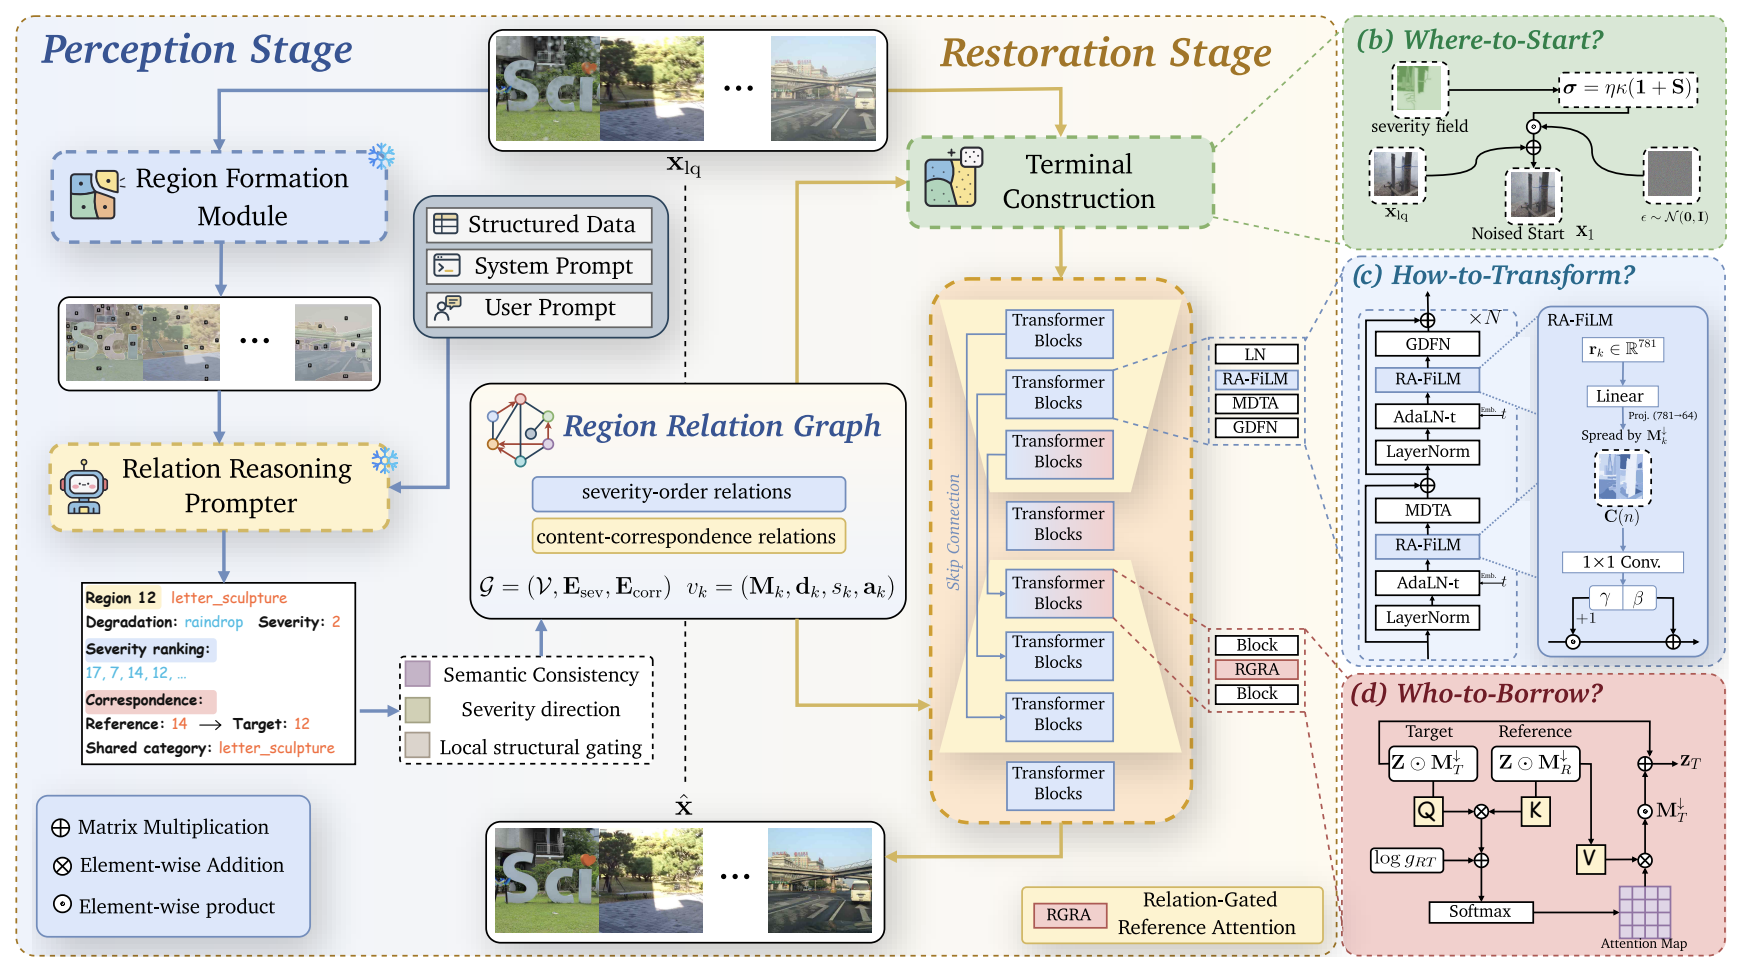 Perception Stage
Restoration Stage
Sci
...
x_lq
Region Formation
Module
Structured Data
System Prompt
User Prompt
...
Relation Reasoning
Prompter
Region 12 letter_sculpture
Degradation: raindrop Severity: 2
Severity ranking:
17, 7, 14, 12, ...
Correspondence:
Reference: 14 → Target: 12
Shared category: letter_sculpture
Semantic Consistency
Severity direction
Local structural gating
Region Relation Graph
severity-order relations
content-correspondence relations
𝒢 = (𝒱, E_sev, E_corr) v_k = (M_k, d_k, s_k, a_k)
x̂
Sci
...
⊕ Matrix Multiplication
⊗ Element-wise Addition
⊙ Element-wise product
Terminal
Construction
Transformer
Blocks
Transformer
Blocks
Transformer
Blocks
Transformer
Blocks
Transformer
Blocks
Transformer
Blocks
Transformer
Blocks
Transformer
Blocks
Skip Connection
LN
RA-FiLM
MDTA
GDFN
Block
RGRA
Block
RGRA
Relation-Gated
Reference Attention
(b) Where-to-Start?
σ = ηκ(1 + S)
severity field
x_lq
Noised Start x_1
ϵ ∼ 𝒩(0, I)
(c) How-to-Transform?
×N
GDFN
RA-FiLM
AdaLN-t
Emb. t
LayerNorm
MDTA
RA-FiLM
AdaLN-t
Emb. t
LayerNorm
RA-FiLM
r_k ∈ ℝ^781
Linear
Proj. (781→64)
Spread by M_k^↓
C(n)
1×1 Conv.
γ β
+1
(d) Who-to-Borrow?
Target Reference
Z ⊙ M_T^↓ Z ⊙ M_R^↓
z_T
Q K
M_T^↓
log g_RT
V
Softmax
Attention Map